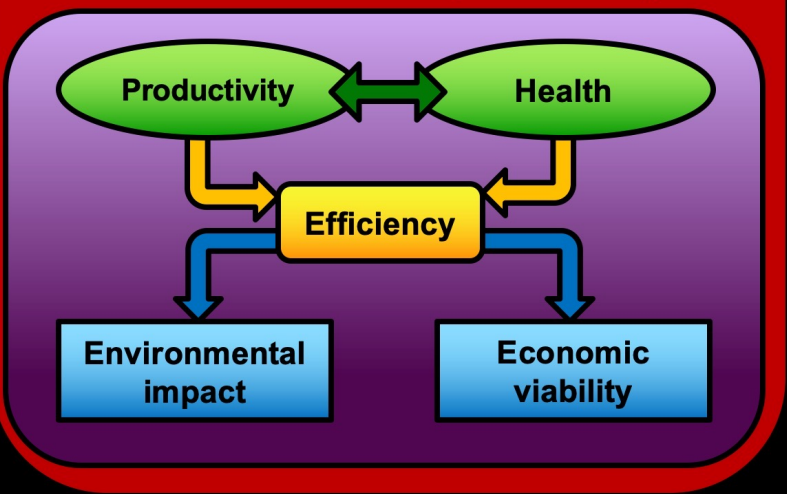 Productivity
Health
Efficiency
Environmental
impact
Economic
viability